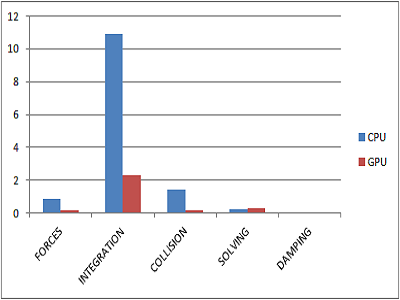 12
10
8
6
4
2
0
FORCES
INTEGRATION
COLLISION
SOLVING
DAMPING
CPU
GPU